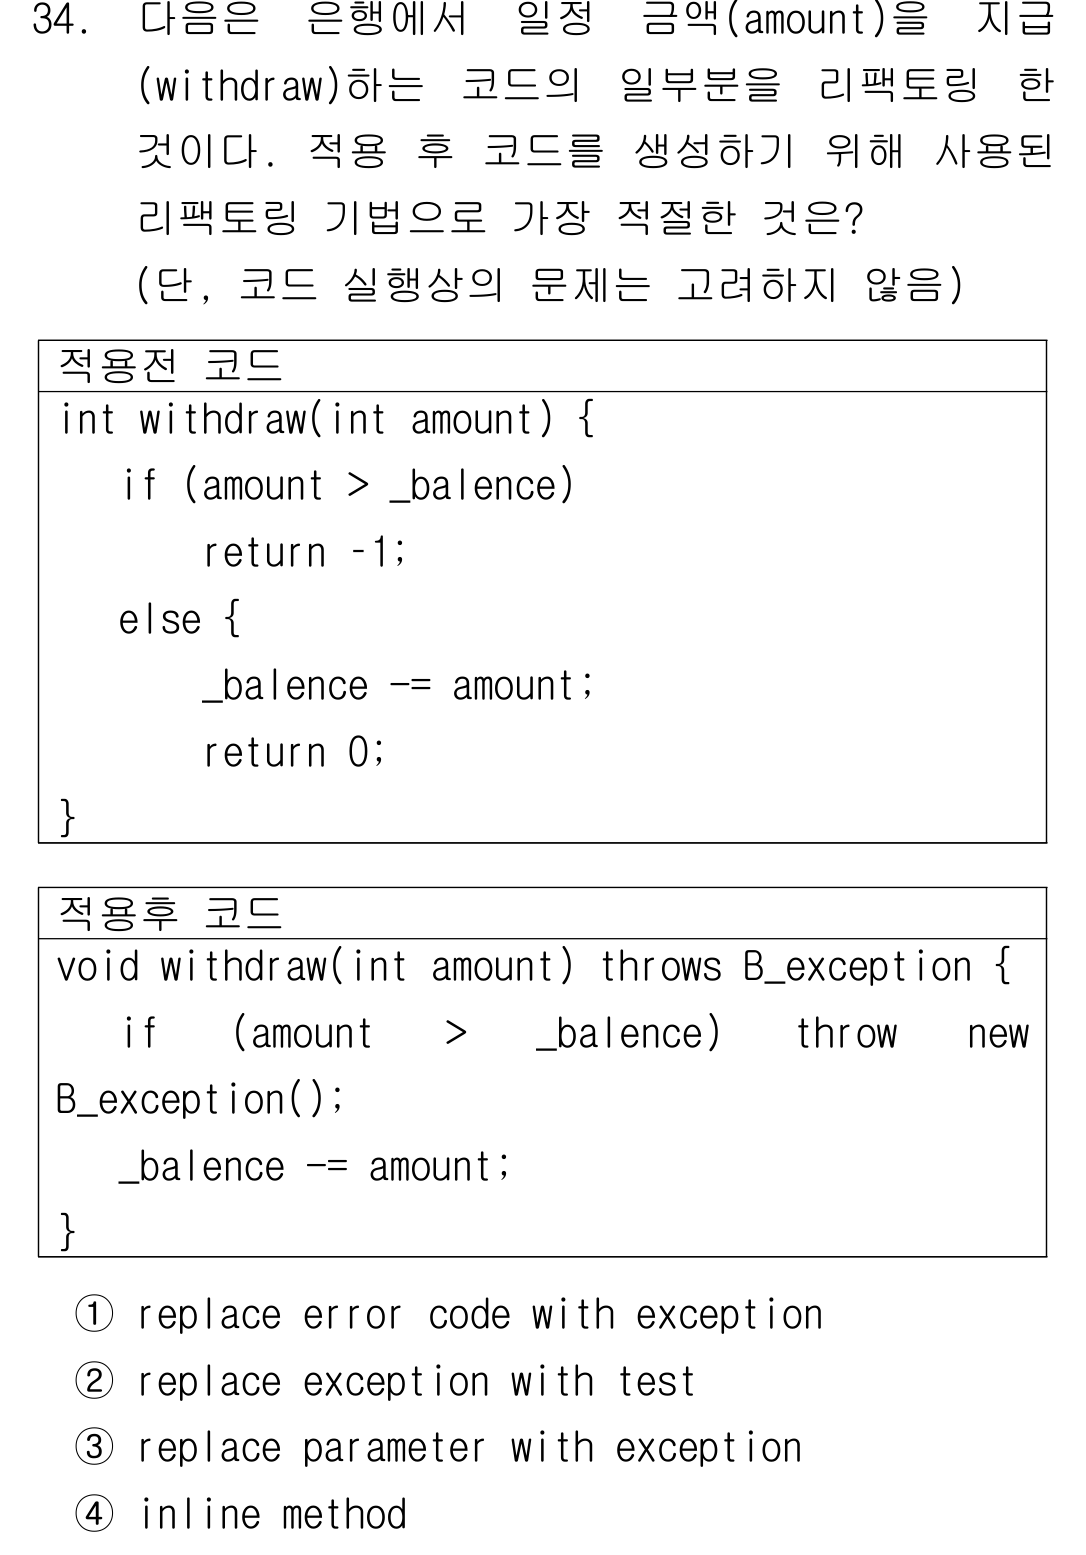 34. 다음은 은행에서 일정 금액(amount)을 지급
(withdraw)하는 코드의 일부분을 리팩토링 한
것이다. 적용 후 코드를 생성하기 위해 사용된
리팩토링 기법으로 가장 적절한 것은?
(단, 코드 실행상의 문제는 고려하지 않음)
적용전 코드
int withdraw(int amount) {
if (amount > _balence)
return -1;
else {
_balence -= amount;
return 0;
}
적용후 코드
void withdraw(int amount) throws B_exception {
if (amount > _balence) throw new
B_exception();
_balence -= amount;
}
① replace error code with exception
② replace exception with test
③ replace parameter with exception
④ inline method